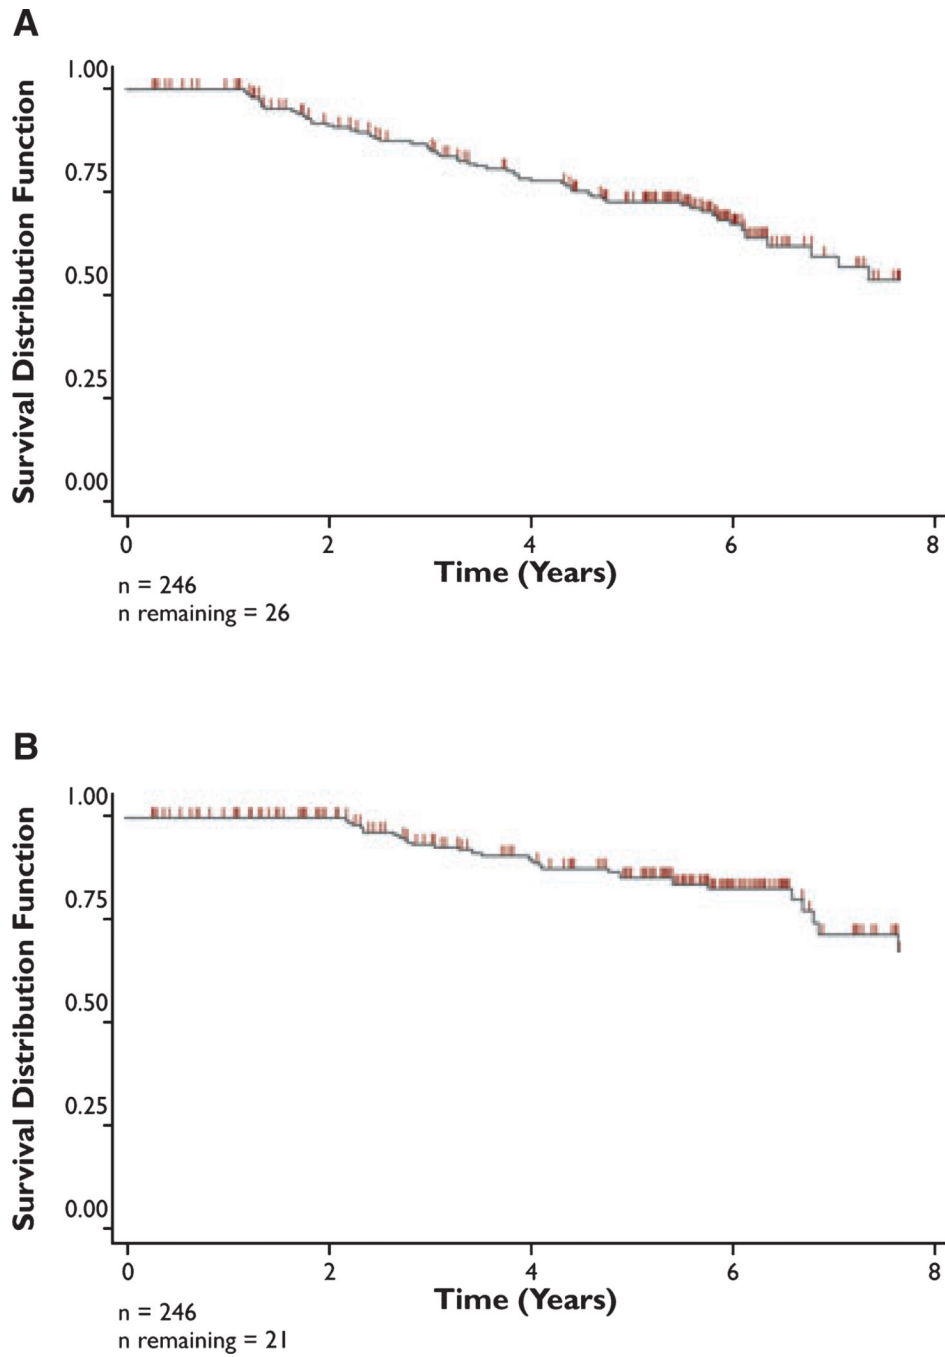 A
Survival Distribution Function
1.00
0.75
0.50
0.25
0.00
0 2 4 6 8
Time (Years)
n = 246
n remaining = 26
B
Survival Distribution Function
1.00
0.75
0.50
0.25
0.00
0 2 4 6 8
Time (Years)
n = 246
n remaining = 21